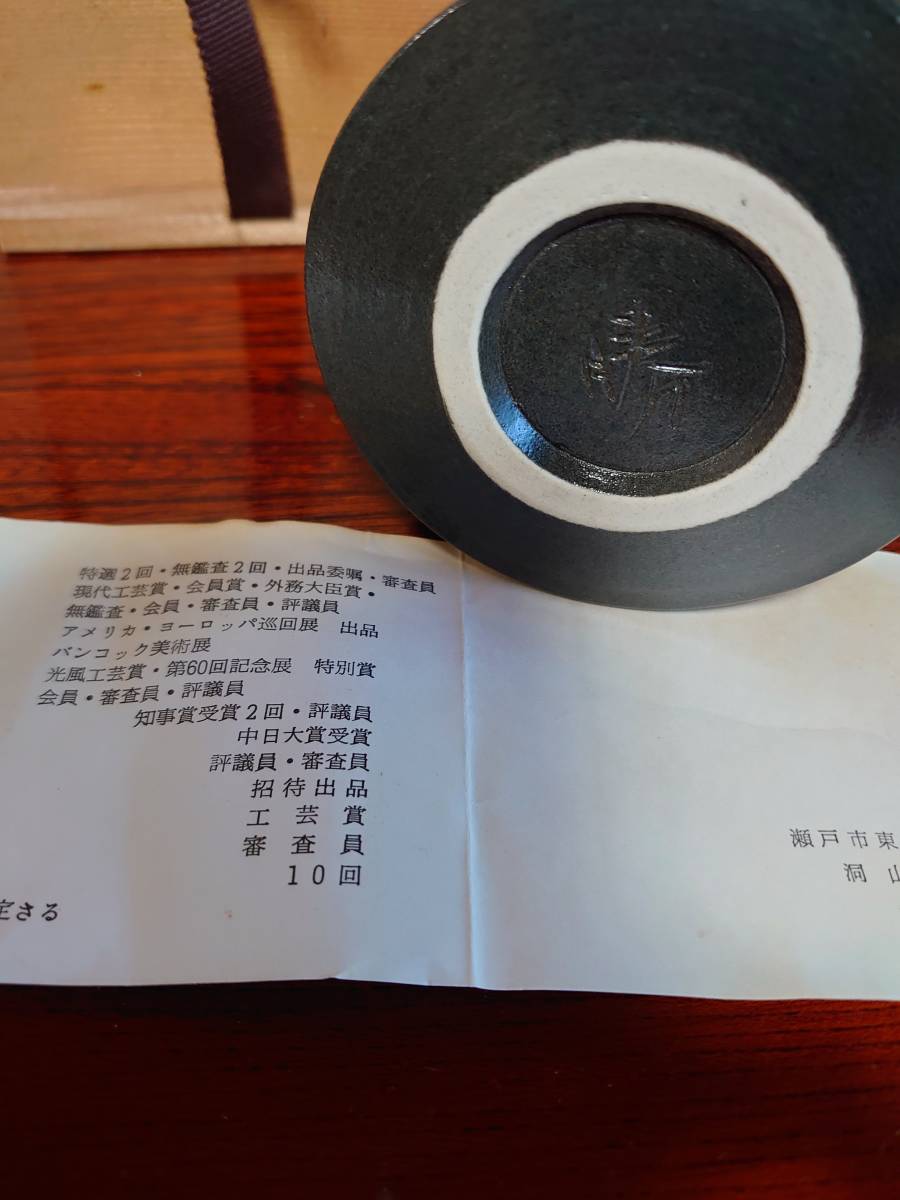 特選2回・無鑑査2回・出品委嘱・審査員
現代工芸賞・会員賞・外務大臣賞・
無鑑査・会員・審査員・評議員
アメリカ・ヨーロッパ巡回展 出品
バンコック美術展
光風工芸賞・第60回記念展 特別賞
会員・審査員・評議員
知事賞受賞2回・評議員
中日大賞受賞
評議員・審査員
招待出品
工芸賞
審査員
10回
定さる
瀬戸市東
洞山